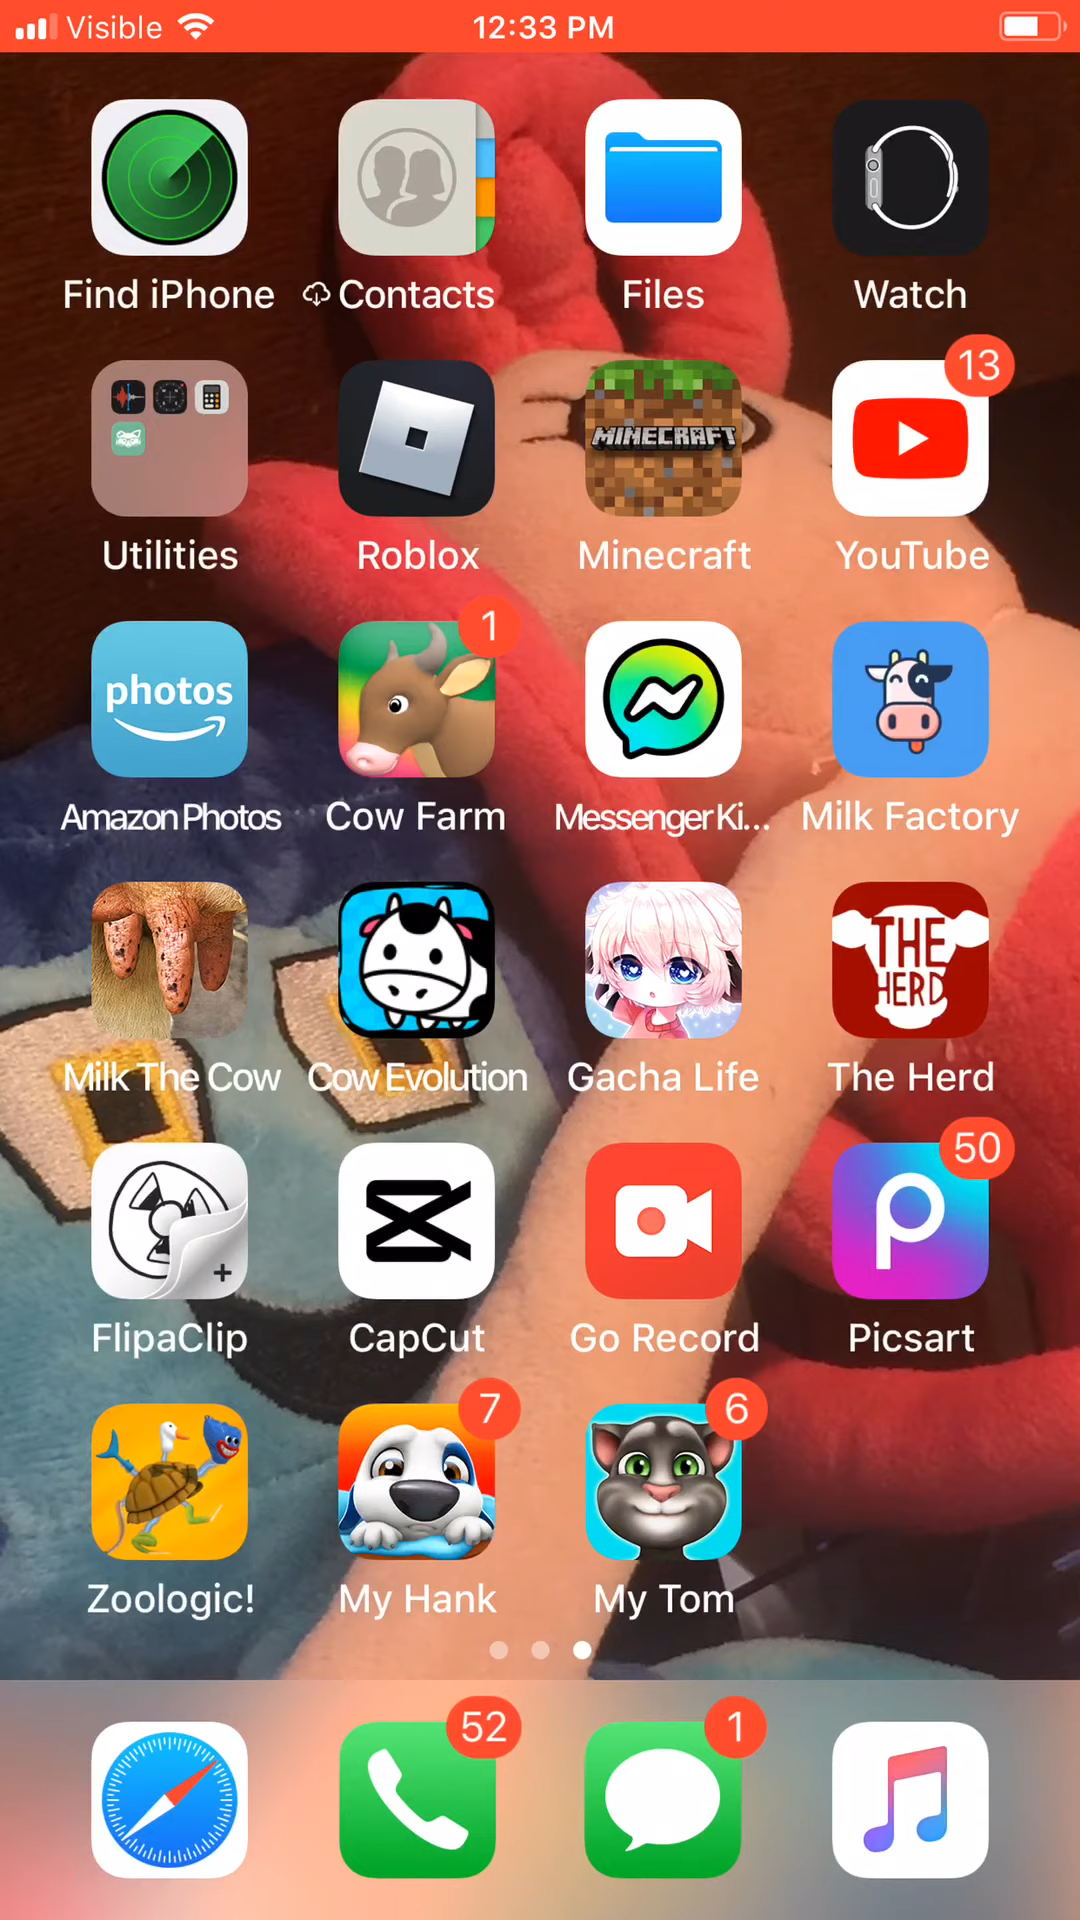 Visible 12:33 PM
Find iPhone Contacts Files Watch
13
Utilities Roblox MINECRAFT Minecraft YouTube
photos 1
Amazon Photos Cow Farm Messenger Ki... Milk Factory
THE
HERD
Milk The Cow Cow Evolution Gacha Life The Herd
50
FlipaClip CapCut Go Record Picsart
7 6
Zoologic! My Hank My Tom
52 1